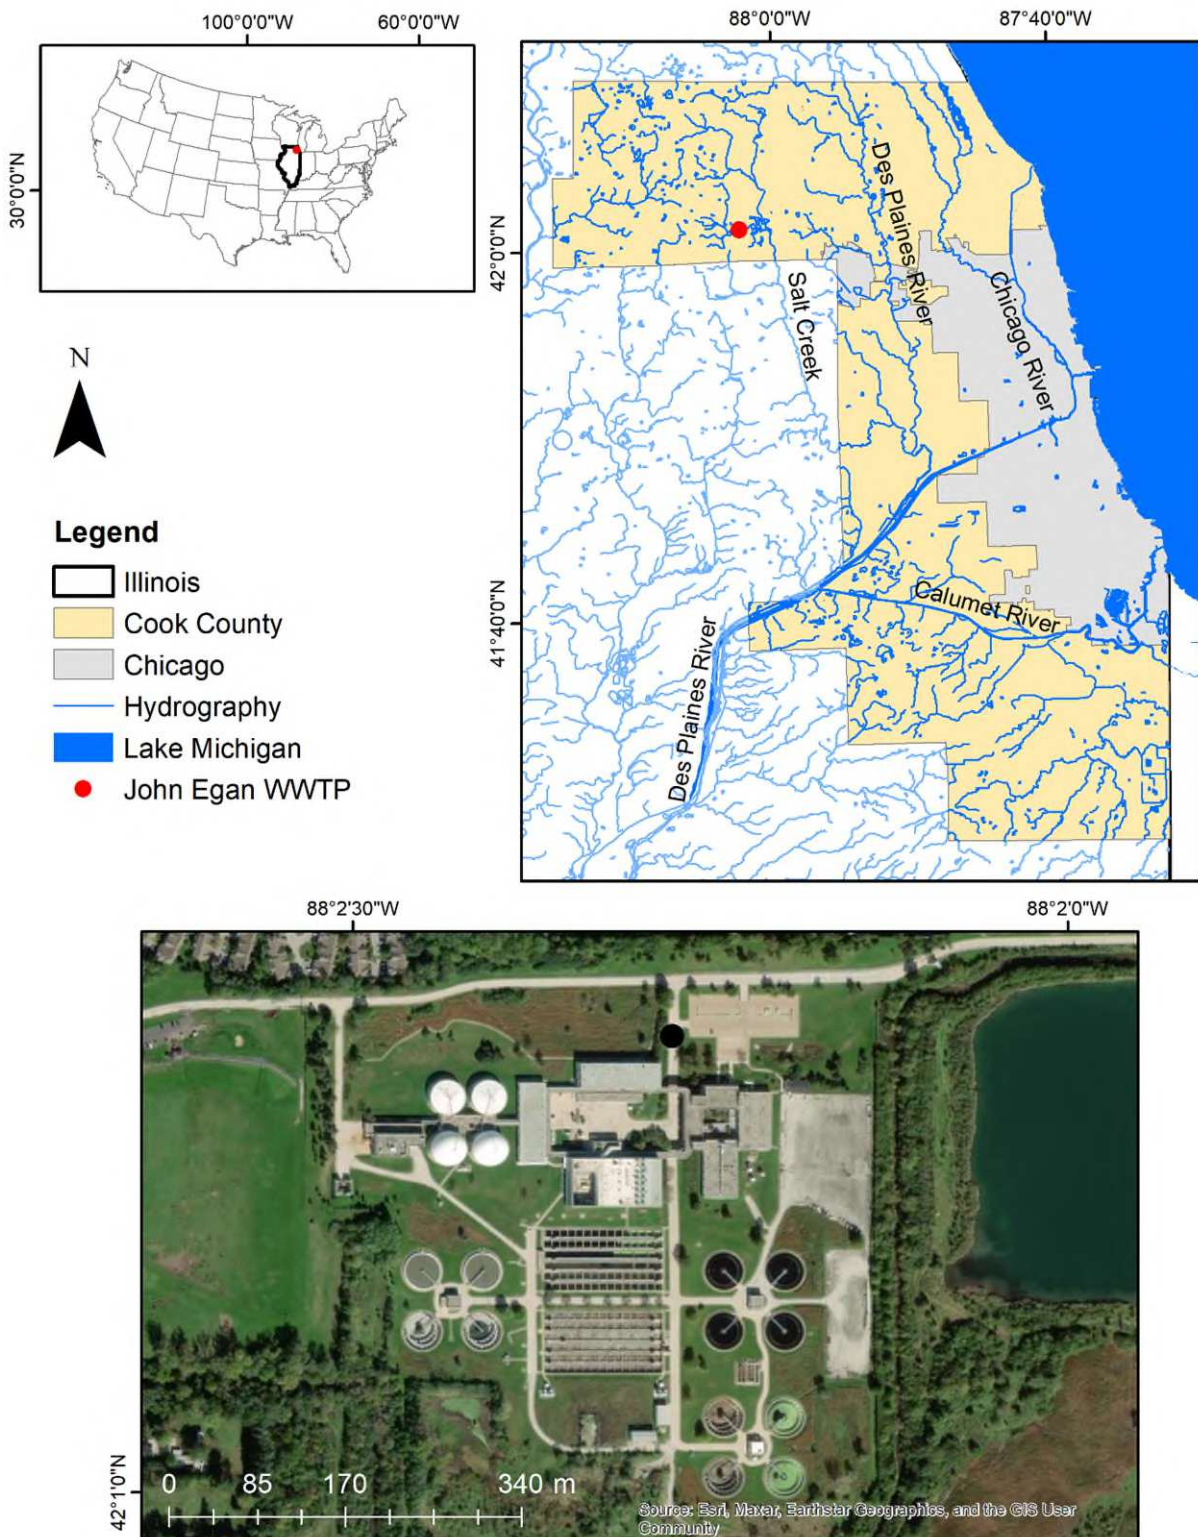 100°0'0"W
60°0'0"W
30°0'0"N
88°0'0"W
87°40'0"W
42°0'0"N
41°40'0"N
Des Plaines River
Chicago River
Salt Creek
Calumet River
Des Plaines River
N
Legend
Illinois
Cook County
Chicago
Hydrography
Lake Michigan
John Egan WWTP
88°2'30"W
88°2'0"W
42°1'0"N
0 85 170 340 m
Source: Esri, Maxar, Earthstar Geographics, and the GIS User
Community